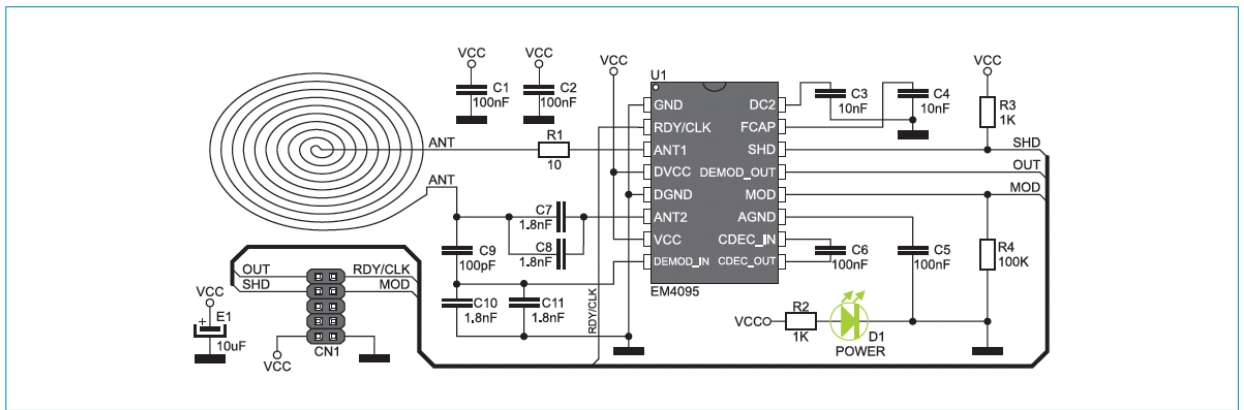 VCC
C1
100nF
VCC
C2
100nF
VCC
U1
GND
RDY/CLK
ANT1
DVCC
DGND
ANT2
VCC
DEMOD_IN
DC2
FCAP
SHD
DEMOD_OUT
MOD
AGND
CDEC_IN
CDEC_OUT
EM4095
C3
10nF
C4
10nF
VCC
R3
1K
SHD
OUT
MOD
ANT
R1
10
ANT
C7
1.8nF
C8
1.8nF
C9
100pF
C10
1.8nF
C11
1.8nF
RDY/CLK
C6
100nF
C5
100nF
R4
100K
VCC
R2
1K
D1
POWER
OUT
SHD
RDY/CLK
MOD
VCC
+
E1
10uF
VCC
CN1